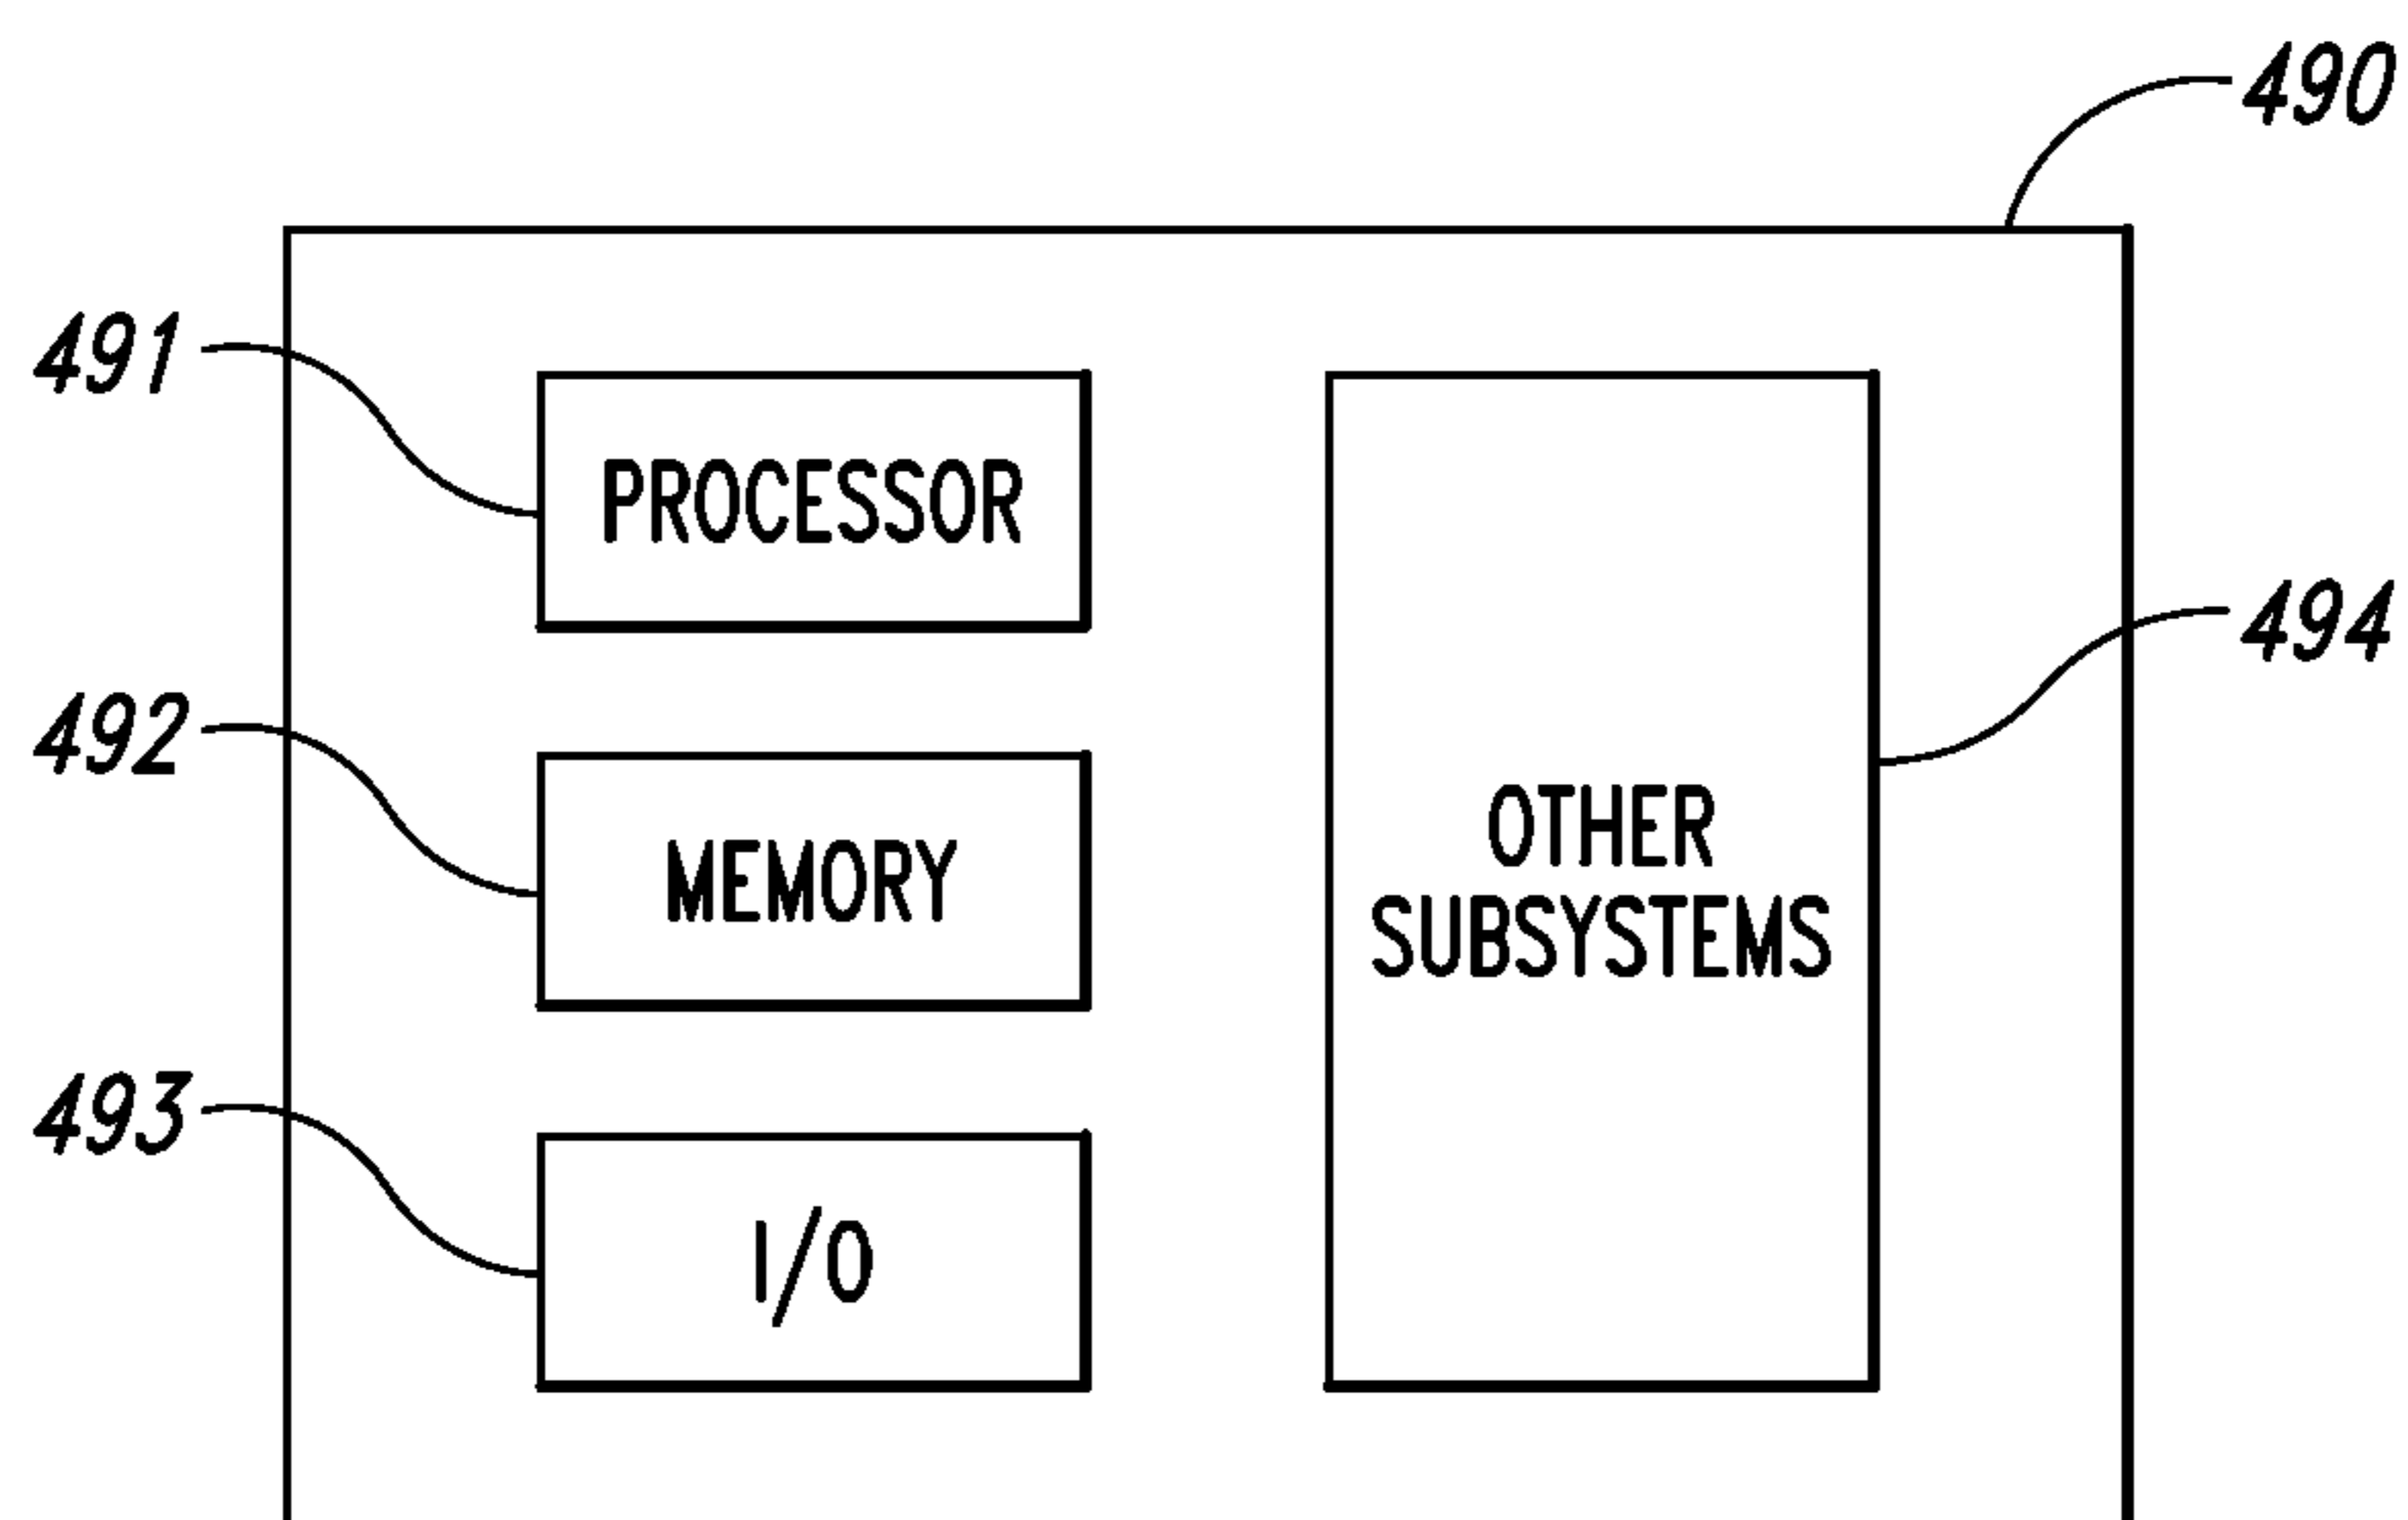 490
491
PROCESSOR
494
492
MEMORY
OTHER
SUBSYSTEMS
493
I/O